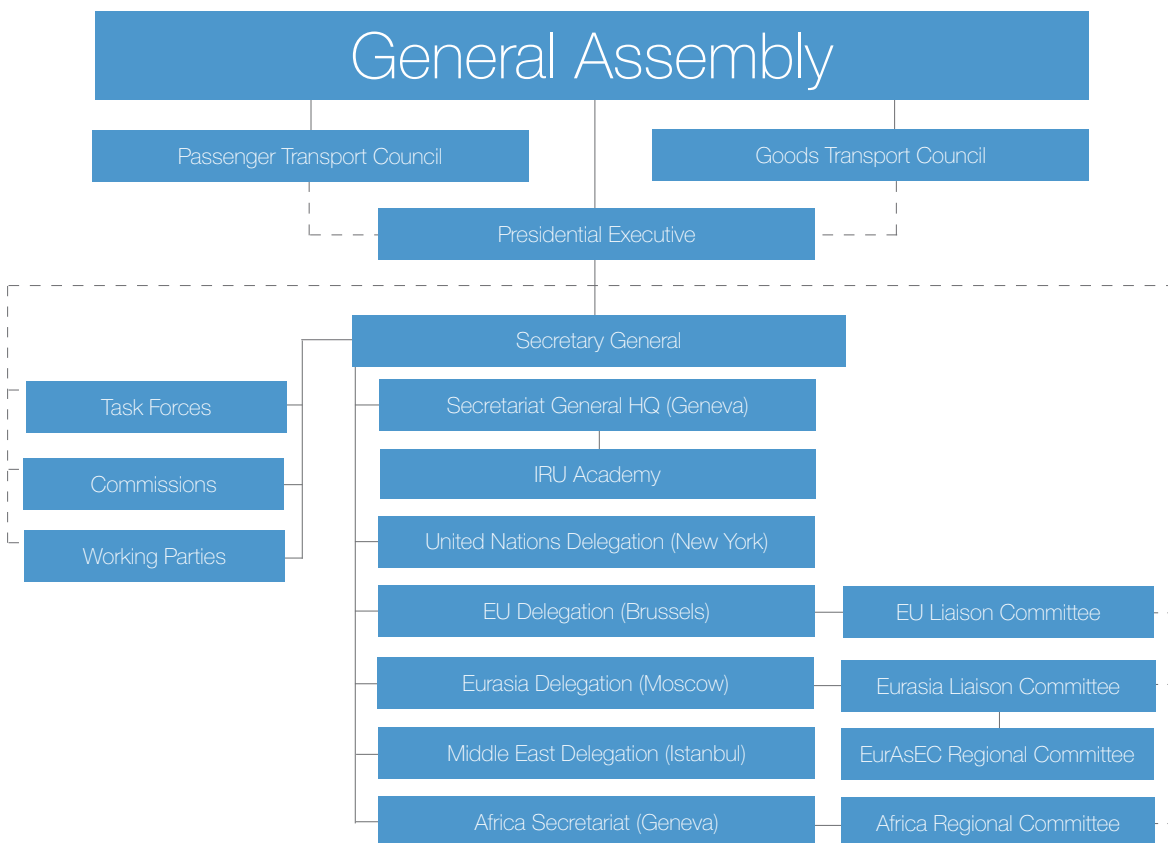 General Assembly
Passenger Transport Council
Goods Transport Council
Presidential Executive
Secretary General
Task Forces
Commissions
Working Parties
Secretariat General HQ (Geneva)
IRU Academy
United Nations Delegation (New York)
EU Delegation (Brussels)
EU Liaison Committee
Eurasia Delegation (Moscow)
Eurasia Liaison Committee
Middle East Delegation (Istanbul)
EurAsEC Regional Committee
Africa Secretariat (Geneva)
Africa Regional Committee